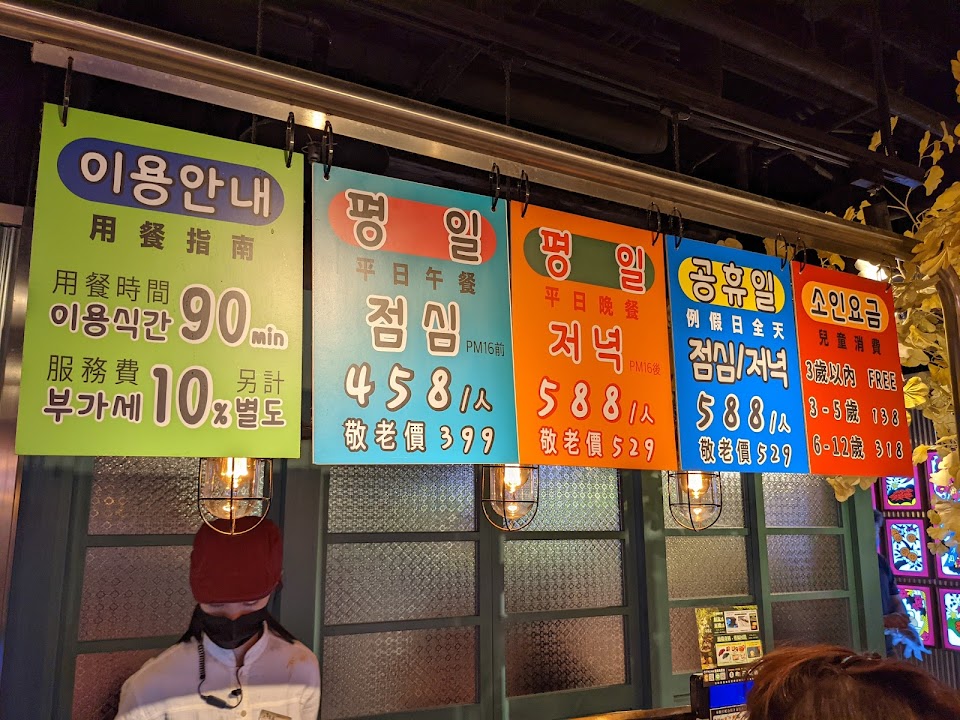 이용안내
用餐指南
用餐時間
이용식간 90min
服務費 另計
부가세 10% 별도
평 일
平日午餐
점심 PM16前
458/人
敬老價 399
평 일
平日晚餐
저녁 PM16後
588/人
敬老價 529
공휴일
例假日全天
점심/저녁
588/人
敬老價 529
소인요금
兒童消費
3歲以內 FREE
3-5歲 138
6-12歲 318